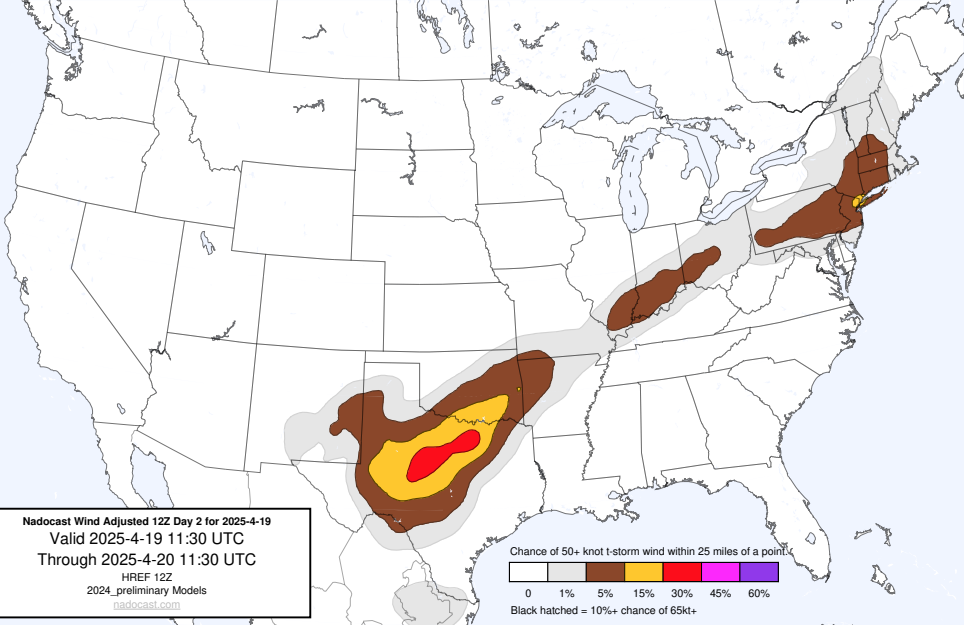 Nadocast Wind Adjusted 12Z Day 2 for 2025-4-19
Valid 2025-4-19 11:30 UTC
Through 2025-4-20 11:30 UTC
HREF 12Z
2024_preliminary Models
nadocast.com
Chance of 50+ knot t-storm wind within 25 miles of a point.
0 1% 5% 15% 30% 45% 60%
Black hatched = 10%+ chance of 65kt+